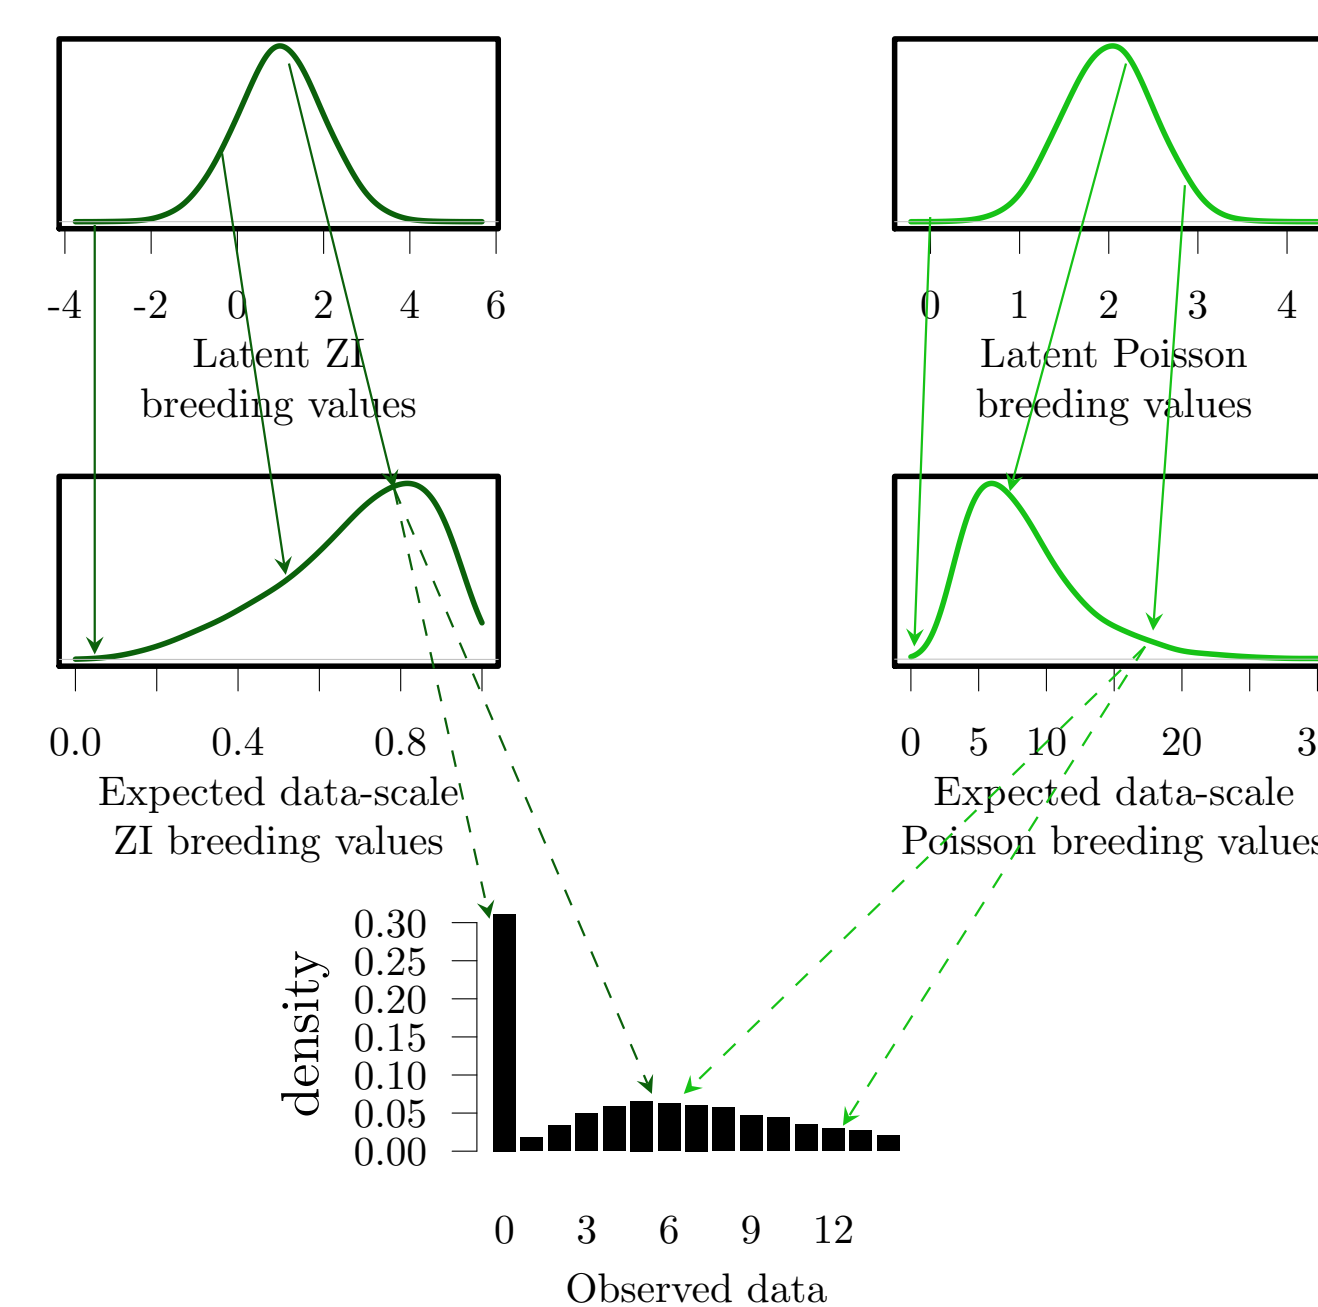 -4 -2 0 2 4 6
Latent ZI
breeding values
0 1 2 3 4
Latent Poisson
breeding values
0.0 0.4 0.8
Expected data-scale
ZI breeding values
0 5 10 20 3
Expected data-scale
Poisson breeding values
density
0.30
0.25
0.20
0.15
0.10
0.05
0.00
0 3 6 9 12
Observed data